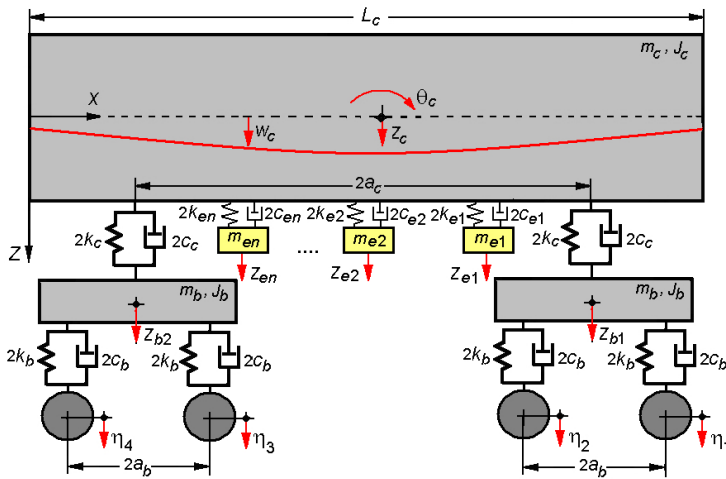 L_c
m_c, J_c
θ_c
X
w_c
z_c
2a_c
2k_en 2c_en 2k_e2 2c_e2 2k_e1 2c_e1
2k_c 2c_c m_en .... m_e2 m_e1 2k_c 2c_c
Z
z_en z_e2 z_e1
m_b, J_b m_b, J_b
z_b2 z_b1
2k_b 2c_b 2k_b 2c_b 2k_b 2c_b 2k_b 2c_b
η_4 η_3 η_2 η
2a_b 2a_b